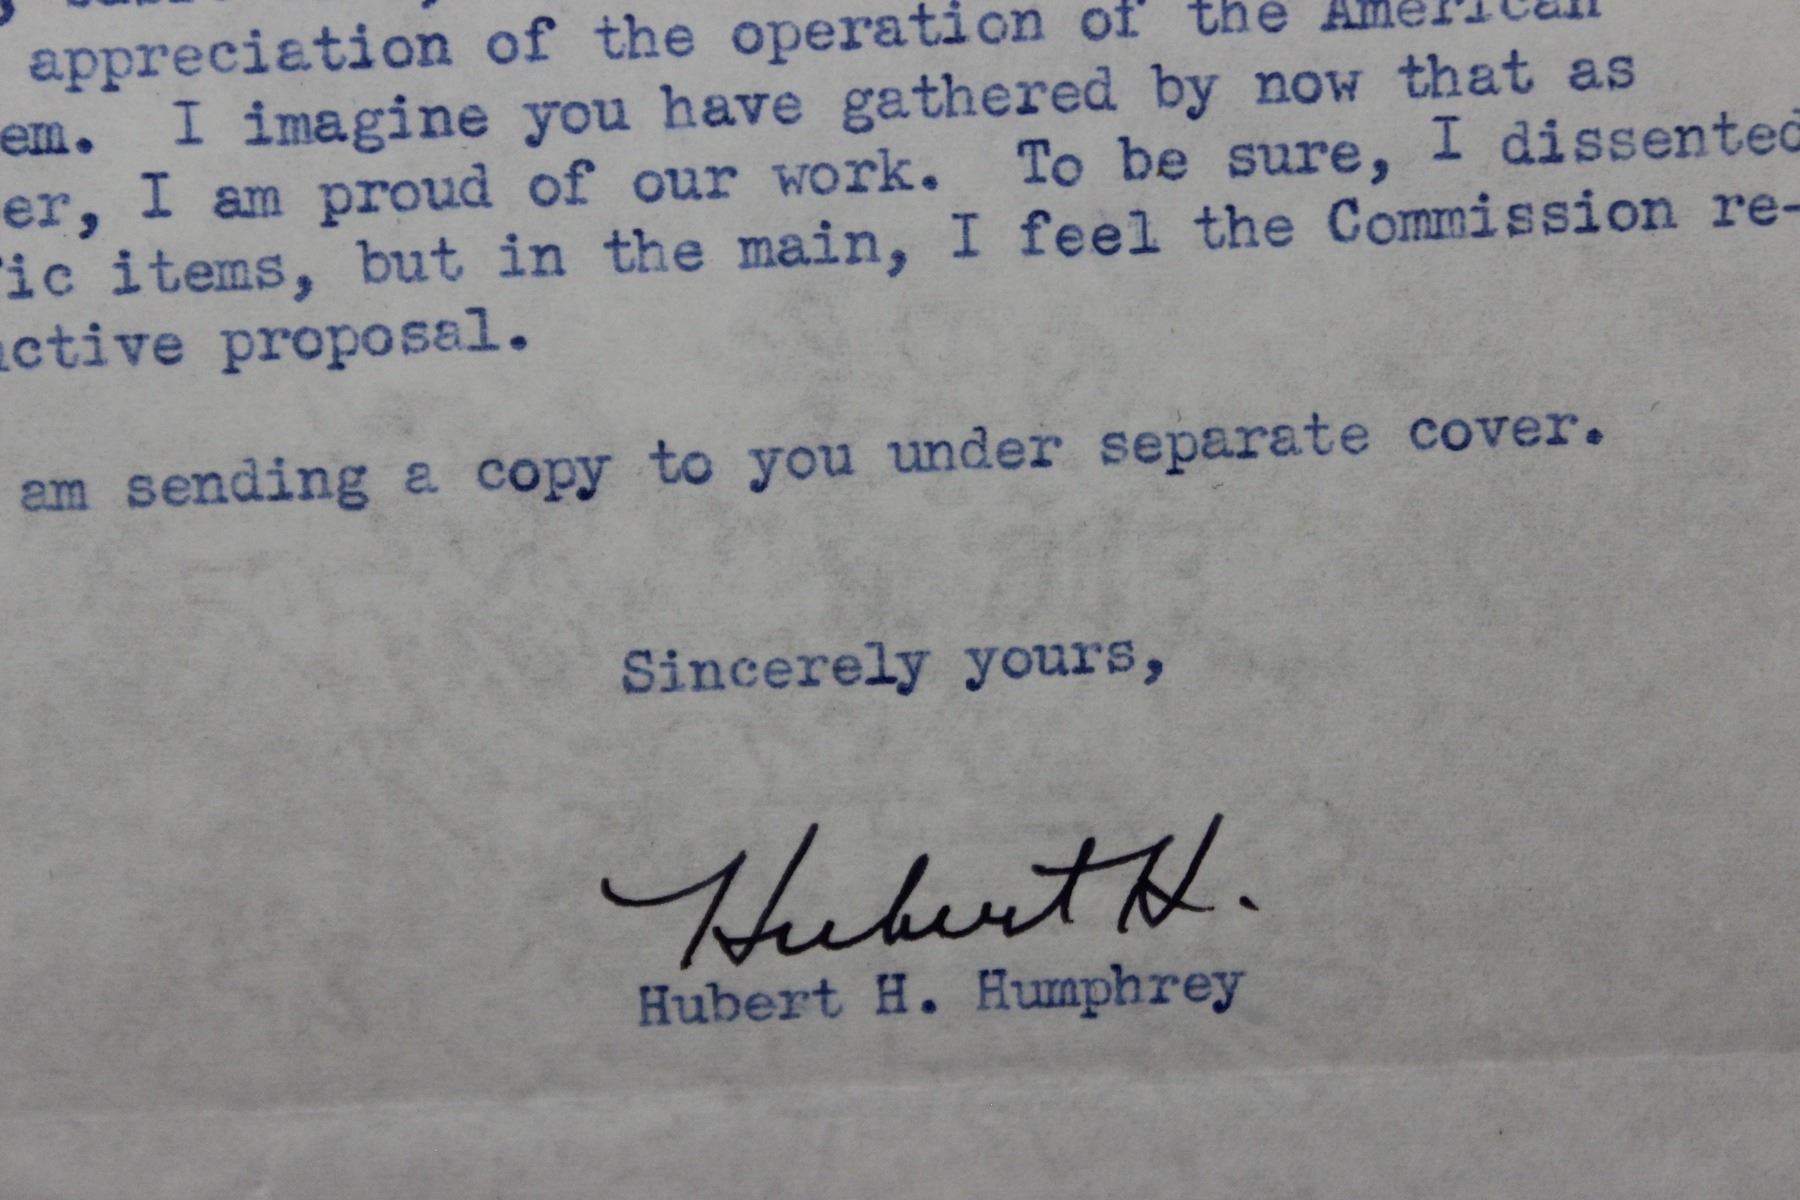 appreciation of the operation of the American
em. I imagine you have gathered by now that as
er, I am proud of our work. To be sure, I dissented
ic items, but in the main, I feel the Commission re-
ctive proposal.
am sending a copy to you under separate cover.
Sincerely yours,
Hubert H.
Hubert H. Humphrey